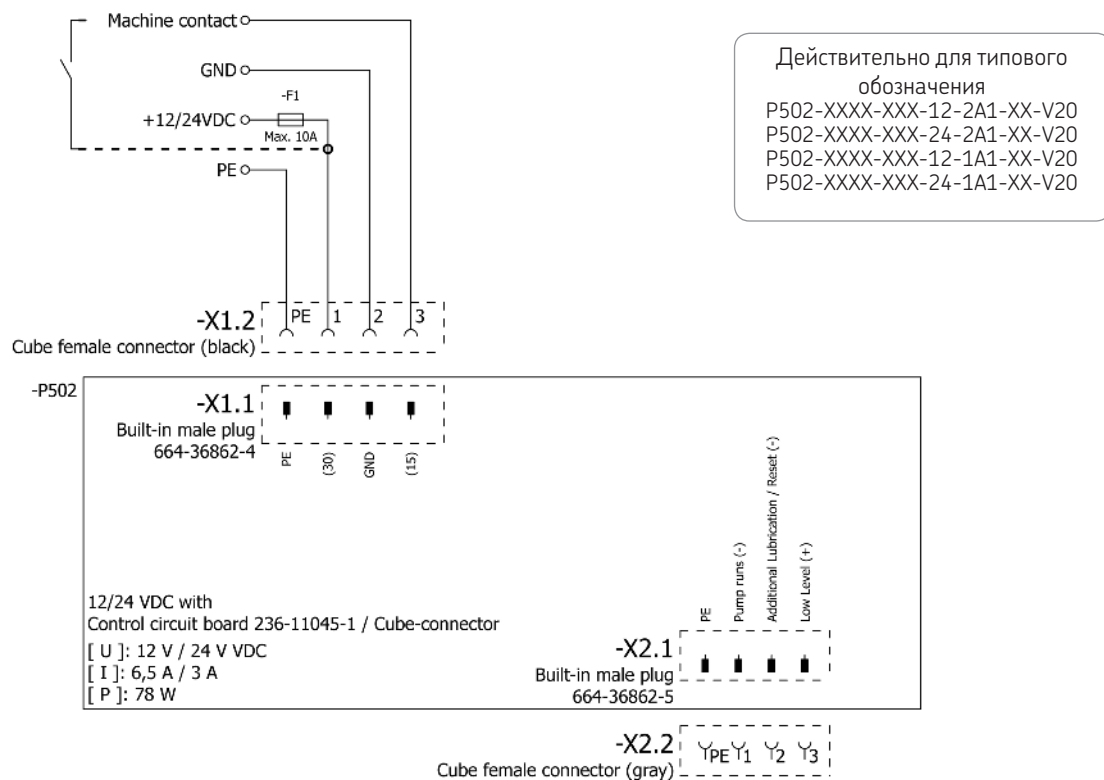 Machine contact
GND
-F1
+12/24VDC
Max. 10A
PE
Действительно для типового
обозначения
P502-XXXX-XXX-12-2A1-XX-V20
P502-XXXX-XXX-24-2A1-XX-V20
P502-XXXX-XXX-12-1A1-XX-V20
P502-XXXX-XXX-24-1A1-XX-V20
-X1.2
PE 1 2 3
Cube female connector (black)
-P502
-X1.1
Built-in male plug
664-36862-4
PE
(30)
GND
(15)
PE
Pump runs (-)
Additional Lubrication / Reset (-)
Low Level (+)
12/24 VDC with
Control circuit board 236-11045-1 / Cube-connector
[ U ]: 12 V / 24 V VDC
[ I ]: 6,5 A / 3 A
[ P ]: 78 W
-X2.1
Built-in male plug
664-36862-5
-X2.2
PE 1 2 3
Cube female connector (gray)